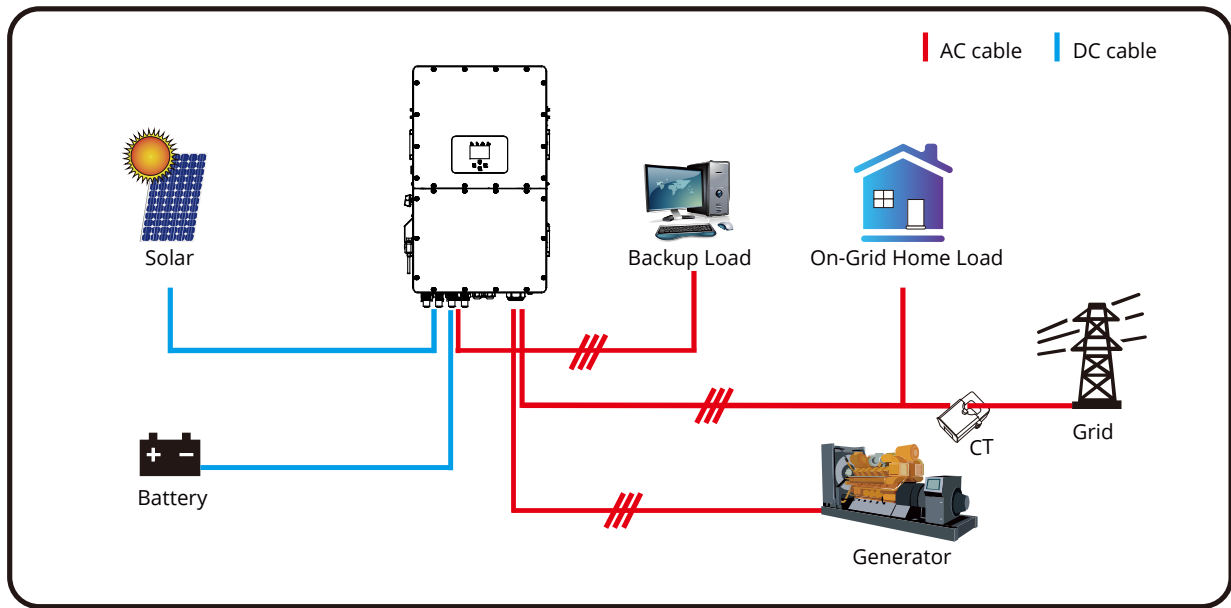 AC cable
DC cable
Solar
Backup Load
On-Grid Home Load
Battery
CT
Grid
Generator